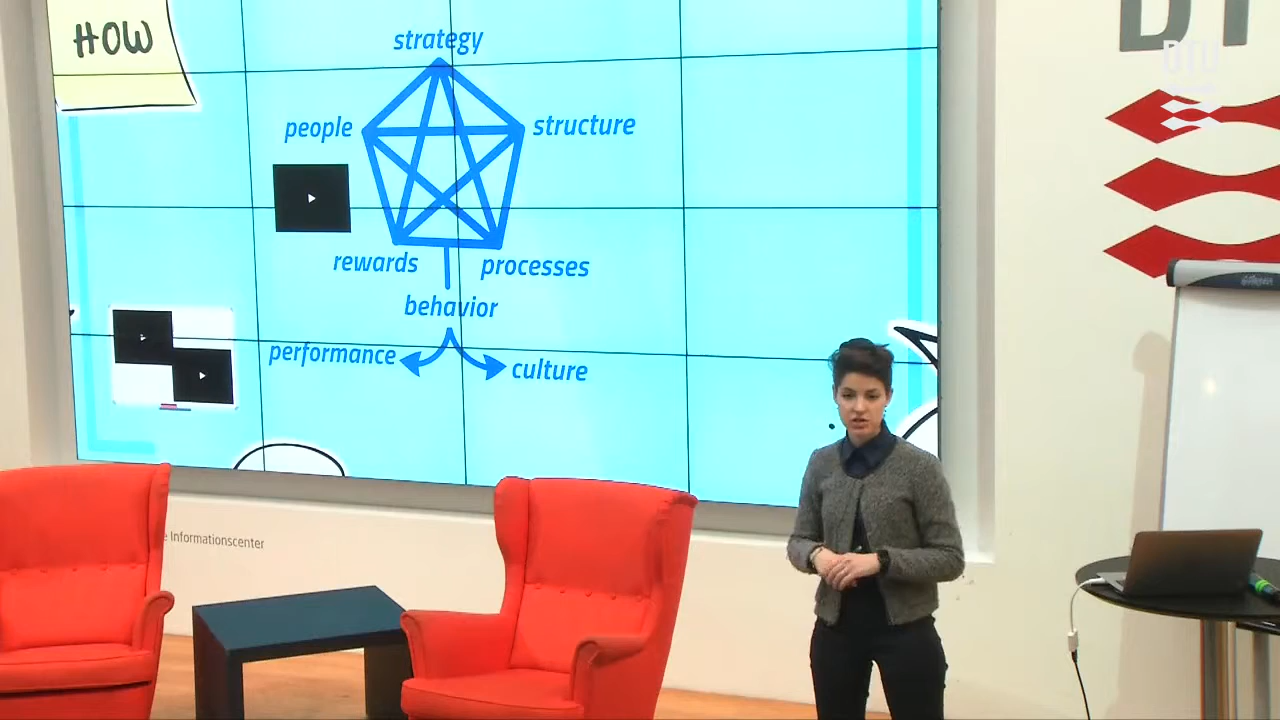 HOW
strategy
people
structure
rewards
processes
behavior
performance
culture
Informationscenter
DTU